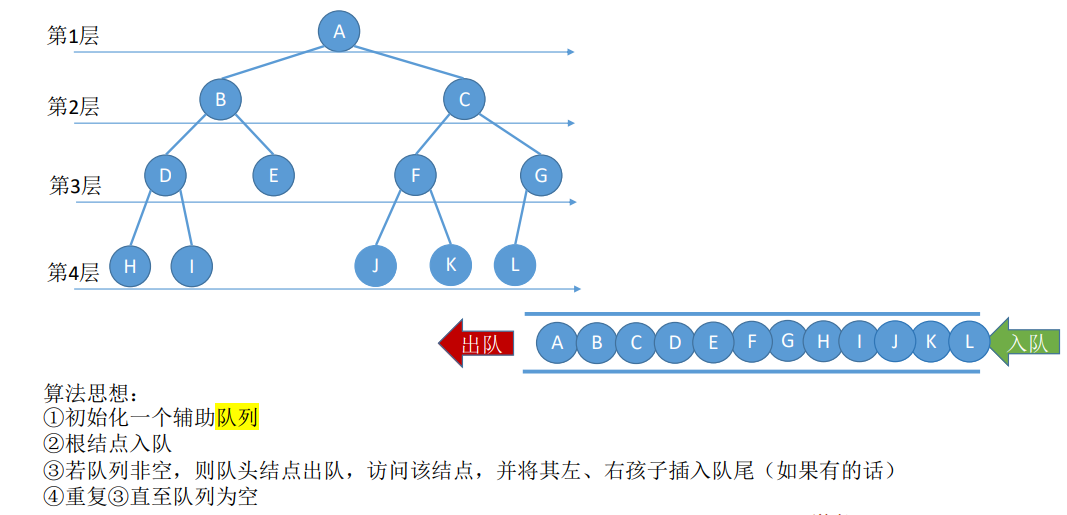 第1层
A
第2层
B C
第3层
D E F G
第4层
H I J K L
出队 A B C D E F G H I J K L 入队
算法思想：
①初始化一个辅助队列
②根结点入队
③若队列非空，则队头结点出队，访问该结点，并将其左、右孩子插入队尾（如果有的话）
④重复③直至队列为空